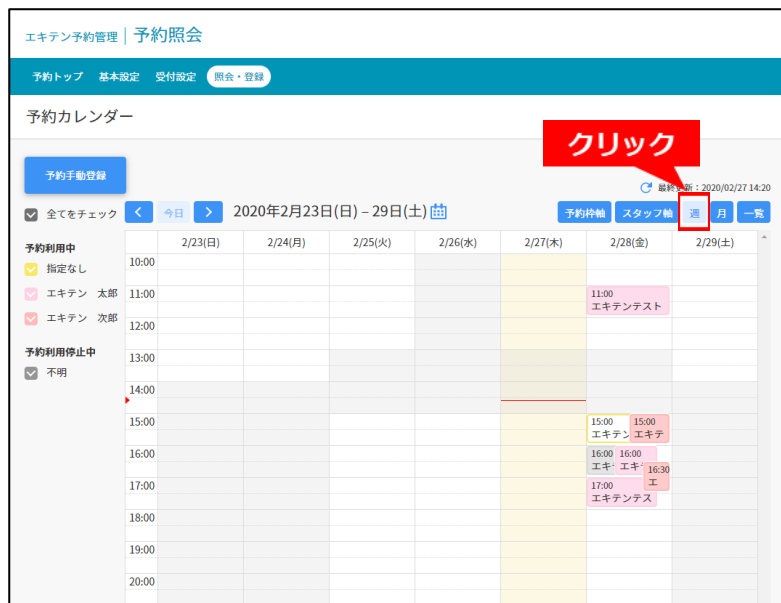 エキテン予約管理 | 予約照会
予約トップ 基本設定 受付設定 照会・登録
予約カレンダー
クリック
予約手動登録
最終更新：2020/02/27 14:20
全てをチェック 今日 2020年2月23日(日) – 29日(土) 予約枠軸 スタッフ軸 週 月 一覧
2/23(日) 2/24(月) 2/25(火) 2/26(水) 2/27(木) 2/28(金) 2/29(土)
予約利用中
指定なし
エキテン 太郎
エキテン 次郎
予約利用停止中
不明
10:00
11:00
11:00
エキテンテスト
12:00
13:00
14:00
15:00
15:00 15:00
エキテン エキテ
16:00
16:00 16:00
エキ エキ
16:30
エ
17:00
17:00
エキテンテス
18:00
19:00
20:00